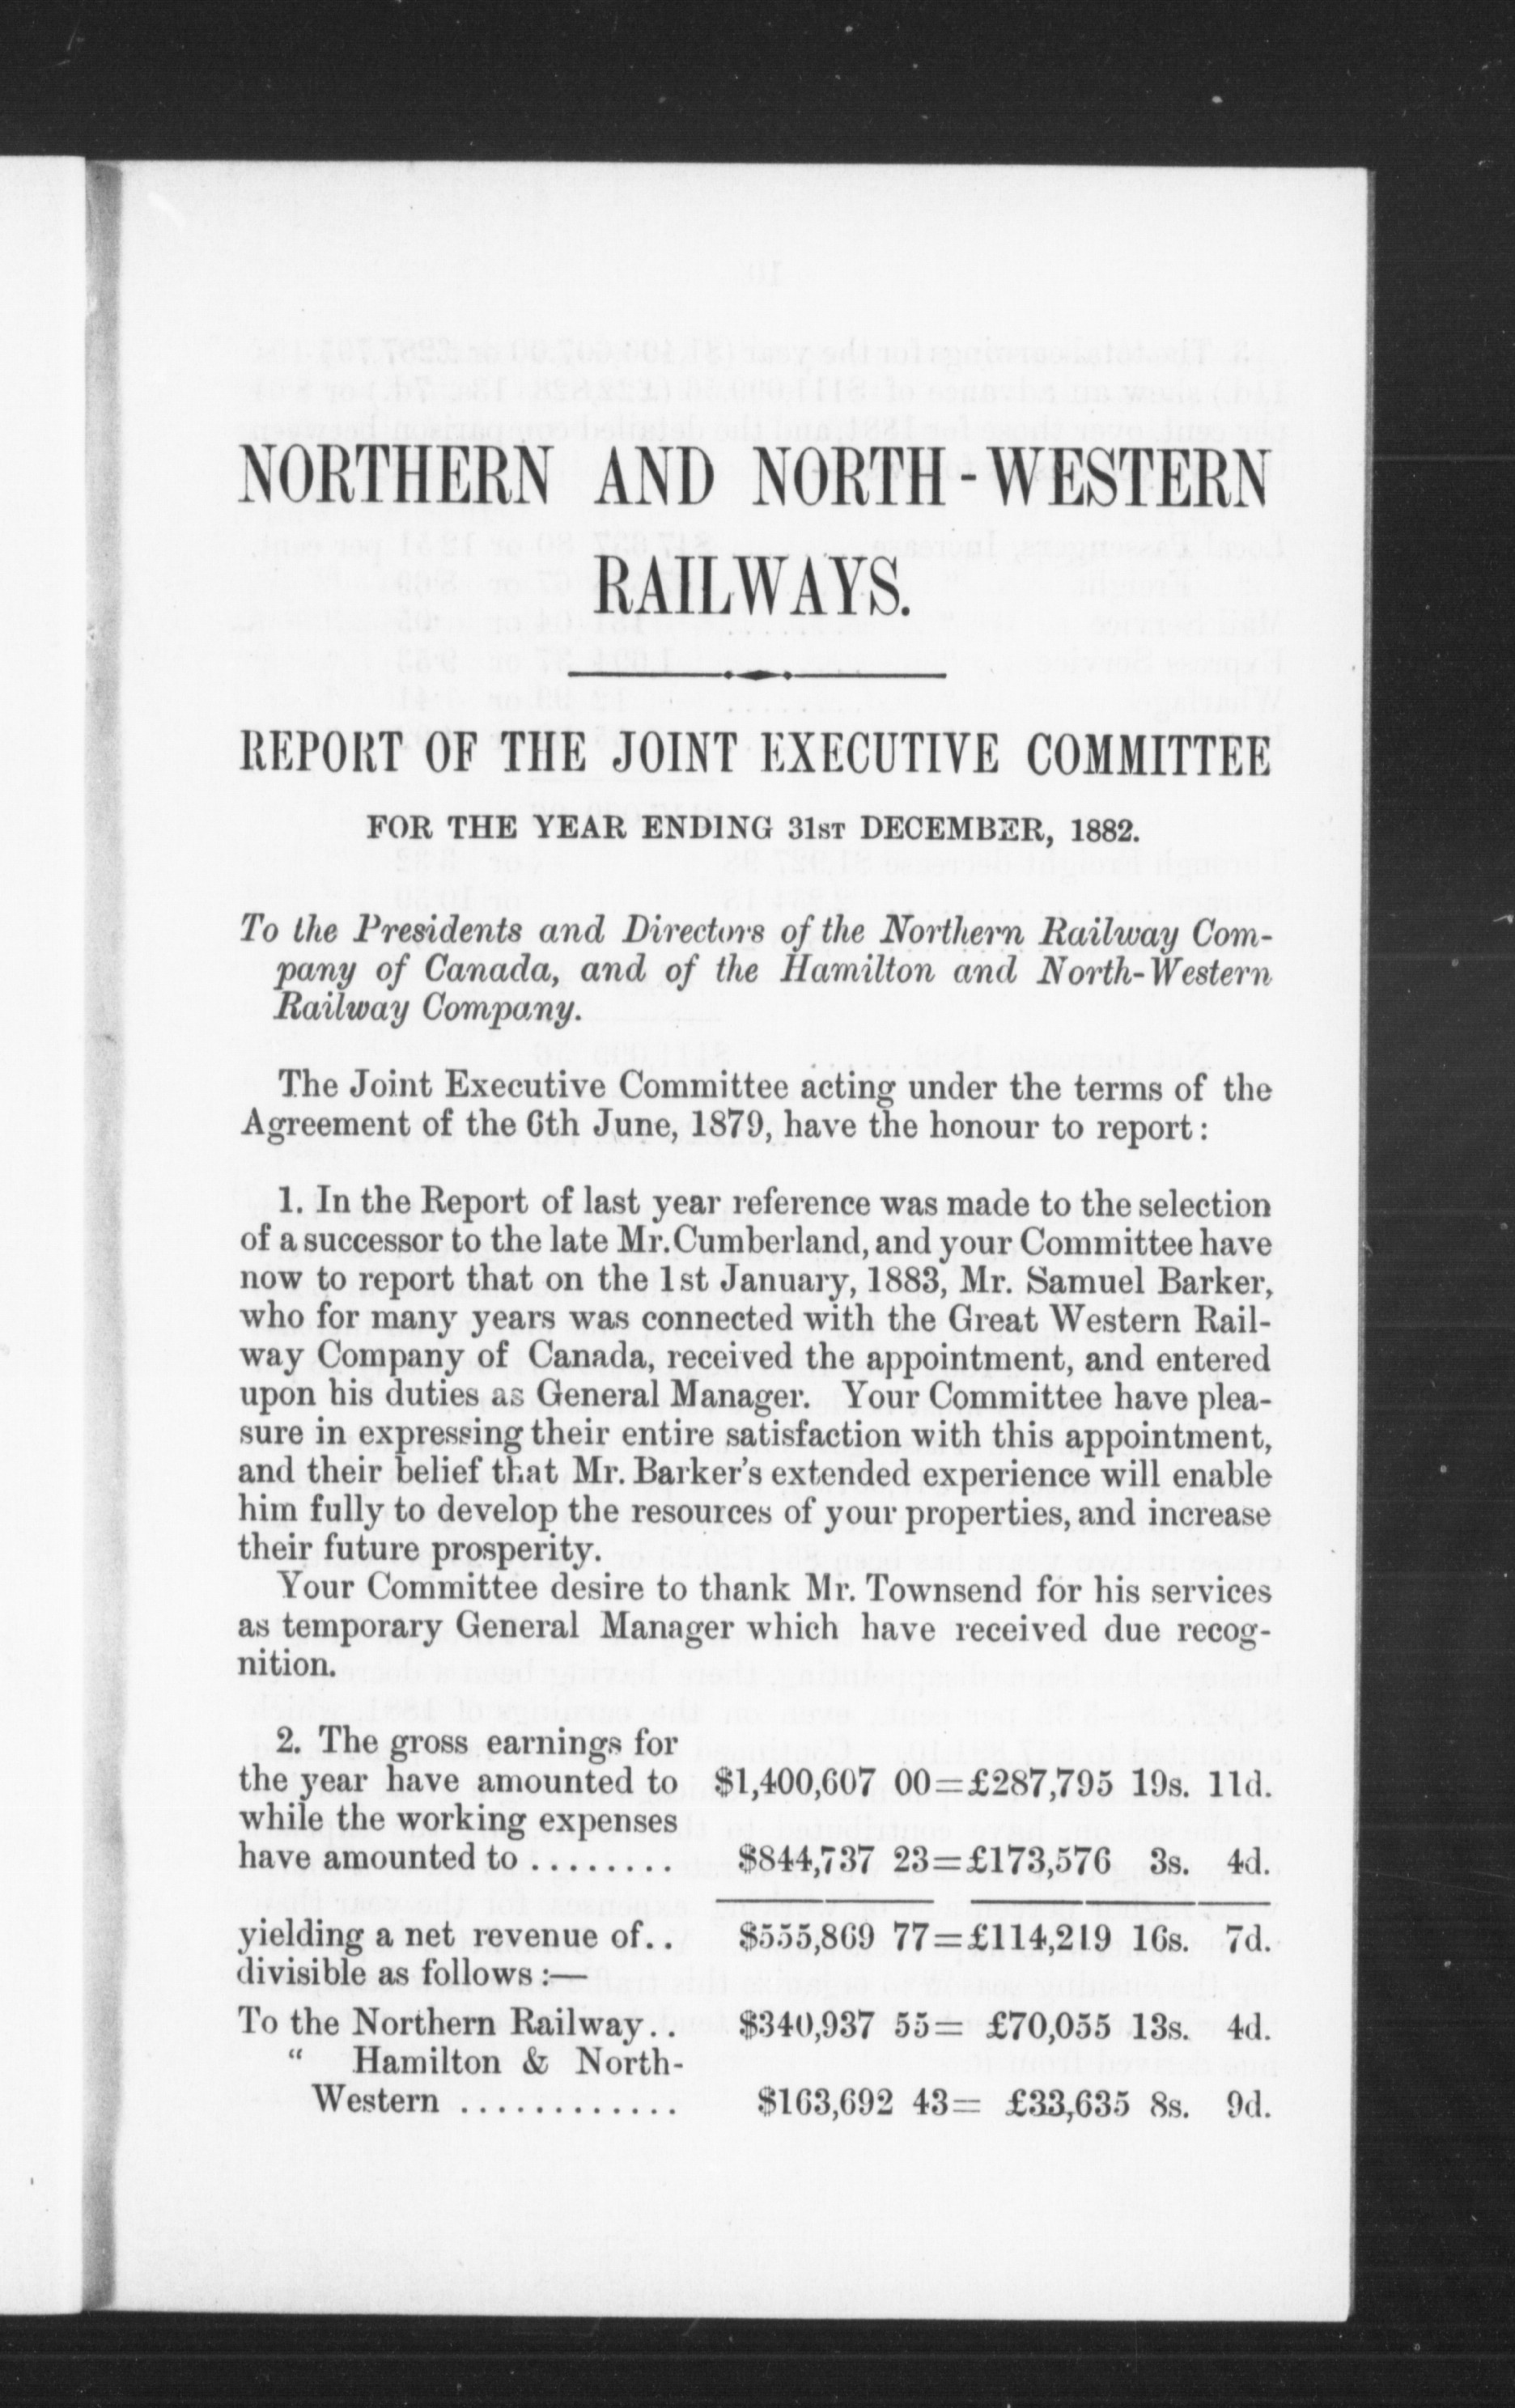 NORTHERN AND NORTH-WESTERN
RAILWAYS.
REPORT OF THE JOINT EXECUTIVE COMMITTEE
FOR THE YEAR ENDING 31ST DECEMBER, 1882.
To the Presidents and Directors of the Northern Railway Com-
pany of Canada, and of the Hamilton and North-Western
Railway Company.
The Joint Executive Committee acting under the terms of the
Agreement of the 6th June, 1879, have the honour to report:
1. In the Report of last year reference was made to the selection
of a successor to the late Mr. Cumberland, and your Committee have
now to report that on the 1st January, 1883, Mr. Samuel Barker,
who for many years was connected with the Great Western Rail-
way Company of Canada, received the appointment, and entered
upon his duties as General Manager. Your Committee have plea-
sure in expressing their entire satisfaction with this appointment,
and their belief that Mr. Barker's extended experience will enable
him fully to develop the resources of your properties, and increase
their future prosperity.
Your Committee desire to thank Mr. Townsend for his services
as temporary General Manager which have received due recog-
nition.
2. The gross earnings for
the year have amounted to $1,400,607 00=£287,795 19s. 11d.
while the working expenses
have amounted to ........ $844,737 23=£173,576 3s. 4d.
yielding a net revenue of.. $555,869 77=£114,219 16s. 7d.
divisible as follows:—
To the Northern Railway.. $340,937 55= £70,055 13s. 4d.
" Hamilton & North-
Western ............ $163,692 43= £33,635 8s. 9d.